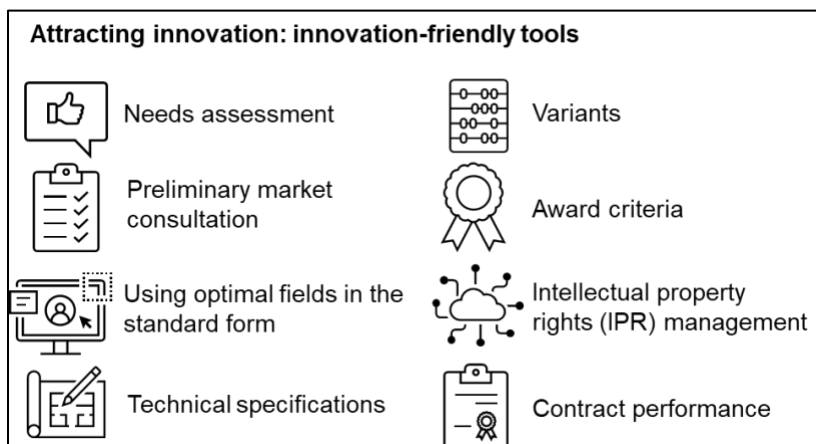 Attracting innovation: innovation-friendly tools
Needs assessment
Variants
Preliminary market
consultation
Award criteria
Using optimal fields in the
standard form
Intellectual property
rights (IPR) management
Technical specifications
Contract performance